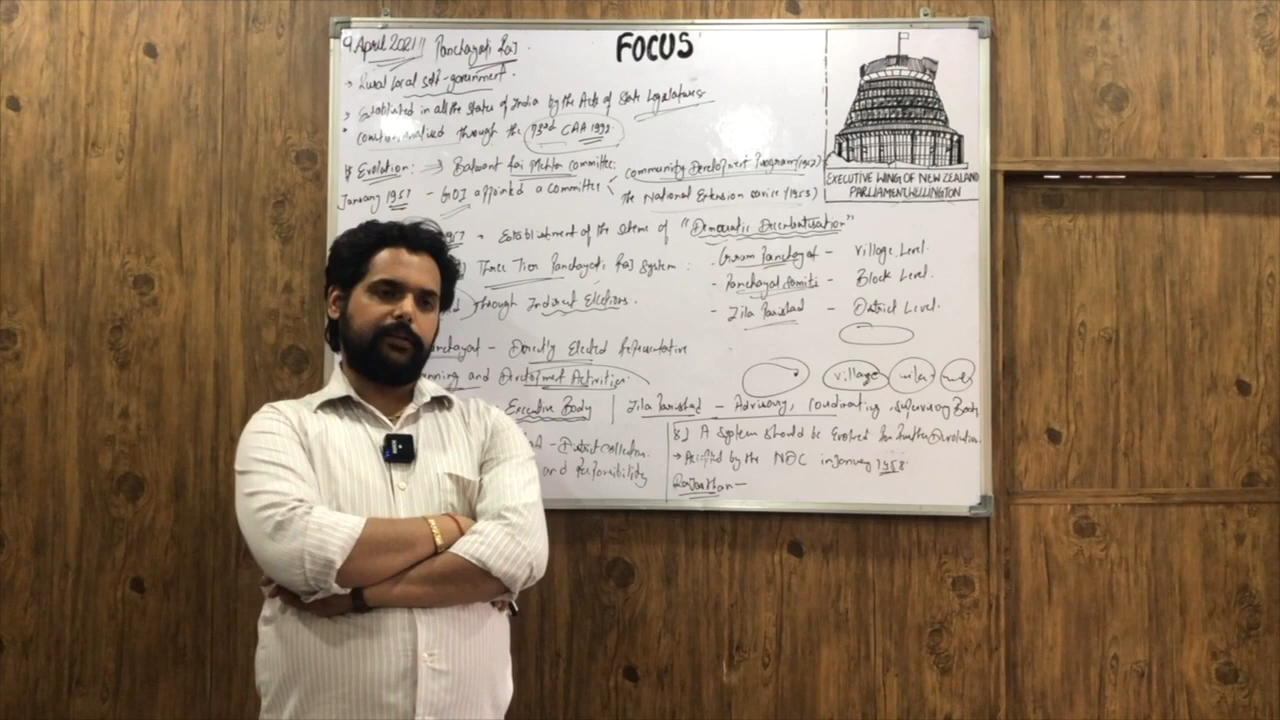 9 April 2021 || Panchayati Raj.
FOCUS
→ Rural local self-government.
→ Established in all the States of India by the Acts of State Legislatures
constitutionalised through the 73rd CAA 1992.
Evolution: → Balwant Rai Mehta Committee:
Community Development Program (1952)
January 1957 - GOI appointed a committee
The National Extension Service (1953)
EXECUTIVE WING OF NEW ZEALAND
PARLIAMENT, WELLINGTON
1957 → Establishment of the scheme of "Democratic Decentralisation"
Three Tier Panchayati Raj System:
- Gram Panchayat - Village Level.
- Panchayat Samiti - Block Level.
- Zila Parishad - District Level.
Through Indirect Elections.
Panchayat - Directly Elected Representative
village
Planning and Development Activities.
Executive Body | Zila Parishad - Advisory, Coordinating, Supervisory Body
- District Collector.
and Responsibility
8] A System should be Evolved for further Devolution.
→ Accepted by the NDC in January 1958.
Rajasthan -